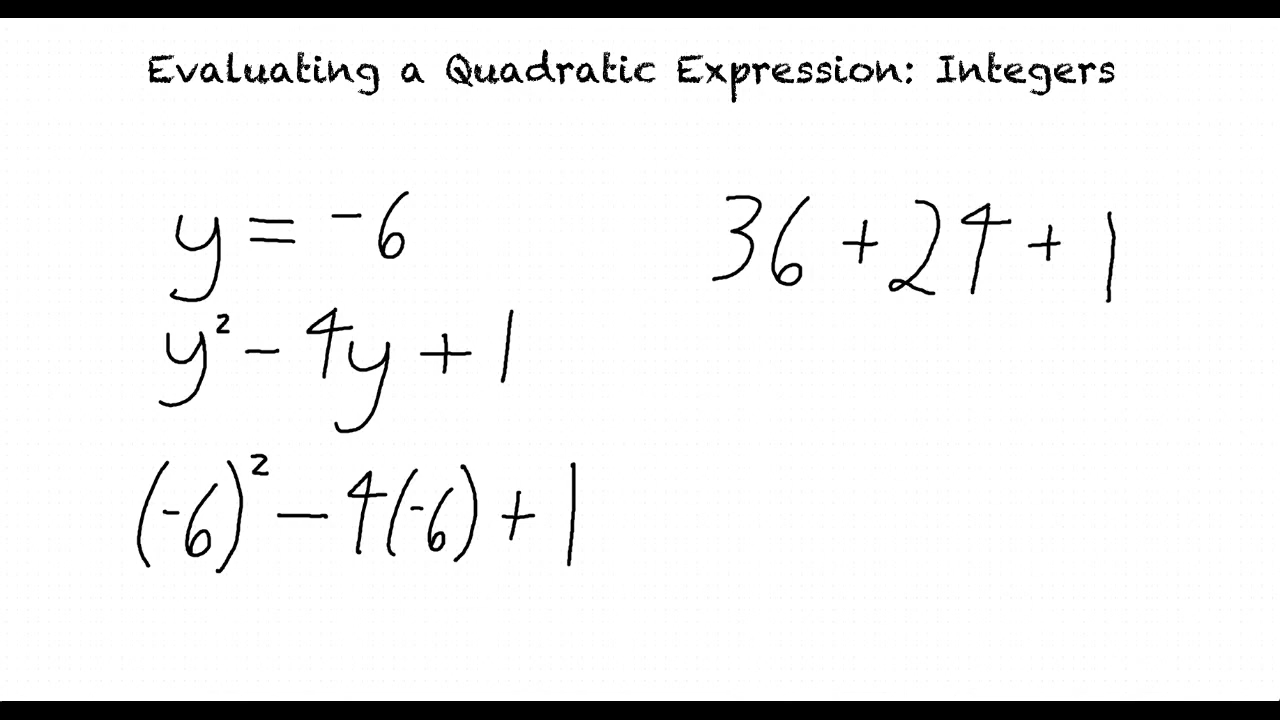 Evaluating a Quadratic Expression: Integers
y = -6
y² - 4y + 1
(-6)² - 4(-6) + 1
36 + 24 + 1